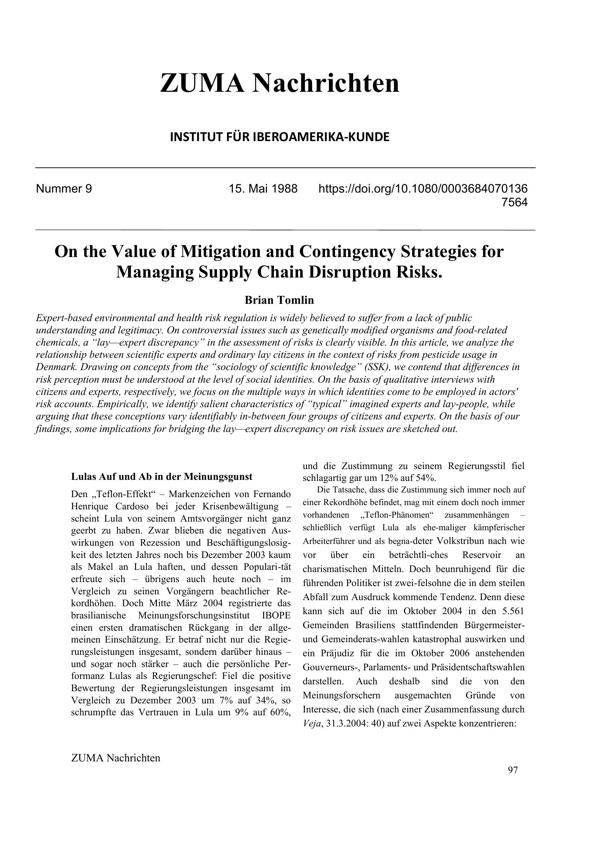 ZUMA Nachrichten
INSTITUT FÜR IBEROAMERIKA-KUNDE
Nummer 9
15. Mai 1988
https://doi.org/10.1080/0003684070136
7564
On the Value of Mitigation and Contingency Strategies for
Managing Supply Chain Disruption Risks.
Brian Tomlin
Expert-based environmental and health risk regulation is widely believed to suffer from a lack of public
understanding and legitimacy. On controversial issues such as genetically modified organisms and food-related
chemicals, a “lay—expert discrepancy” in the assessment of risks is clearly visible. In this article, we analyze the
relationship between scientific experts and ordinary lay citizens in the context of risks from pesticide usage in
Denmark. Drawing on concepts from the “sociology of scientific knowledge” (SSK), we contend that differences in
risk perception must be understood at the level of social identities. On the basis of qualitative interviews with
citizens and experts, respectively, we focus on the multiple ways in which identities come to be employed in actors'
risk accounts. Empirically, we identify salient characteristics of “typical” imagined experts and lay-people, while
arguing that these conceptions vary identifiably in-between four groups of citizens and experts. On the basis of our
findings, some implications for bridging the lay—expert discrepancy on risk issues are sketched out.
Lulas Auf und Ab in der Meinungsgunst
Den „Teflon-Effekt“ – Markenzeichen von Fernando
Henrique Cardoso bei jeder Krisenbewältigung –
scheint Lula von seinem Amtsvorgänger nicht ganz
geerbt zu haben. Zwar blieben die negativen Aus-
wirkungen von Rezession und Beschäftigungslosig-
keit des letzten Jahres noch bis Dezember 2003 kaum
als Makel an Lula haften, und dessen Populari-tät
erfreute sich – übrigens auch heute noch – im
Vergleich zu seinen Vorgängern beachtlicher Re-
kordhöhen. Doch Mitte März 2004 registrierte das
brasilianische Meinungsforschungsinstitut IBOPE
einen ersten dramatischen Rückgang in der allge-
meinen Einschätzung. Er betraf nicht nur die Regie-
rungsleistungen insgesamt, sondern darüber hinaus –
und sogar noch stärker – auch die persönliche Per-
formanz Lulas als Regierungschef: Fiel die positive
Bewertung der Regierungsleistungen insgesamt im
Vergleich zu Dezember 2003 um 7% auf 34%, so
schrumpfte das Vertrauen in Lula um 9% auf 60%,
und die Zustimmung zu seinem Regierungsstil fiel
schlagartig gar um 12% auf 54%.
Die Tatsache, dass die Zustimmung sich immer noch auf
einer Rekordhöhe befindet, mag mit einem doch noch immer
vorhandenen „Teflon-Phänomen“ zusammenhängen –
schließlich verfügt Lula als ehe-maliger kämpferischer
Arbeiterführer und als begna-deter Volkstribun nach wie
vor über ein beträchtli-ches Reservoir an
charismatischen Mitteln. Doch beunruhigend für die
führenden Politiker ist zwei-felsohne die in dem steilen
Abfall zum Ausdruck kommende Tendenz. Denn diese
kann sich auf die im Oktober 2004 in den 5.561
Gemeinden Brasiliens stattfindenden Bürgermeister-
und Gemeinderats-wahlen katastrophal auswirken und
ein Präjudiz für die im Oktober 2006 anstehenden
Gouverneurs-, Parlaments- und Präsidentschaftswahlen
darstellen. Auch deshalb sind die von den
Meinungsforschern ausgemachten Gründe von
Interesse, die sich (nach einer Zusammenfassung durch
Veja, 31.3.2004: 40) auf zwei Aspekte konzentrieren:
ZUMA Nachrichten
97